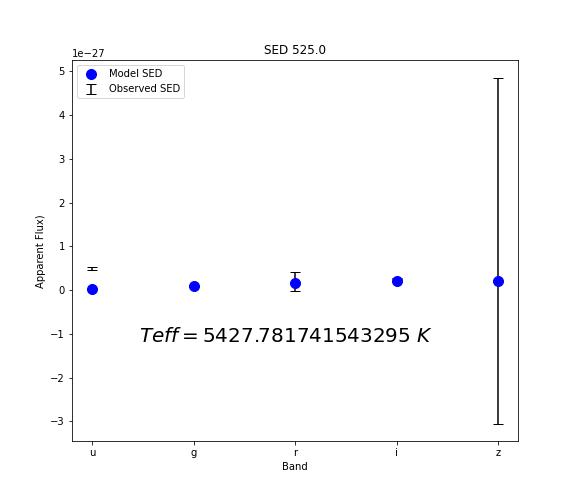 SED 525.0
1e−27
Model SED
Observed SED
5
4
3
2
1
0
−1
−2
−3
Apparent Flux)
Teff = 5427.781741543295 K
u g r i z
Band